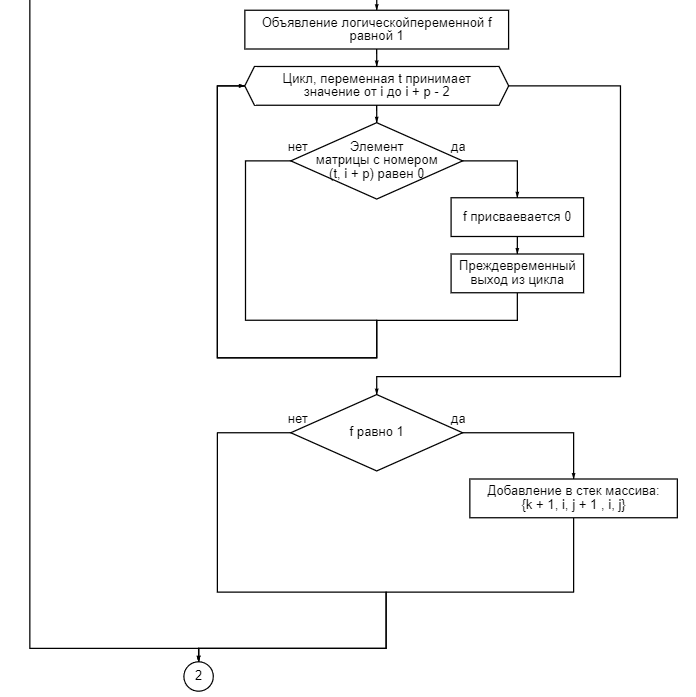 Объявление логическойпеременной f
равной 1
Цикл, переменная t принимает
значение от i до i + p - 2
нет
да
Элемент
матрицы с номером
(t, i + p) равен 0
f присваевается 0
Преждевременный
выход из цикла
нет
да
f равно 1
Добавление в стек массива:
{k + 1, i, j + 1 , i, j}
2